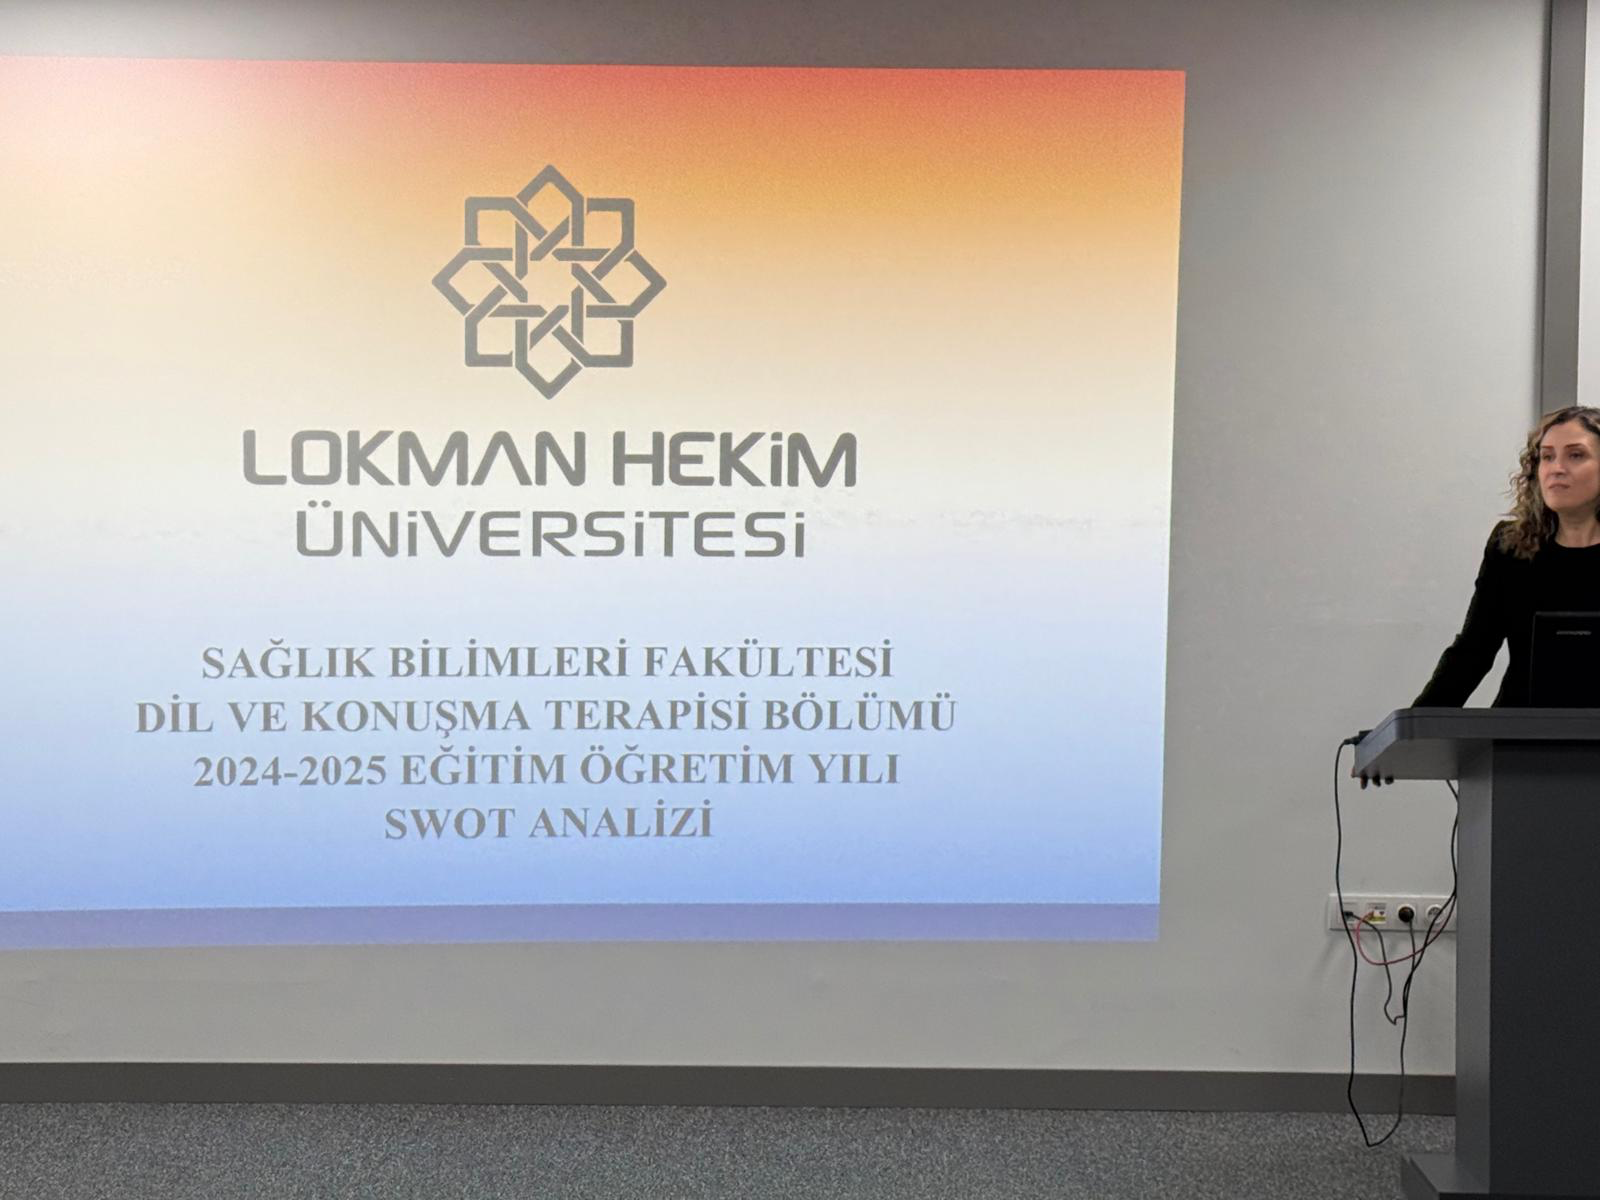 LOKMAN HEKİM
ÜNİVERSİTESİ
SAĞLIK BİLİMLERİ FAKÜLTESİ
DİL VE KONUŞMA TERAPİSİ BÖLÜMÜ
2024-2025 EĞİTİM ÖĞRETİM YILI
SWOT ANALİZİ